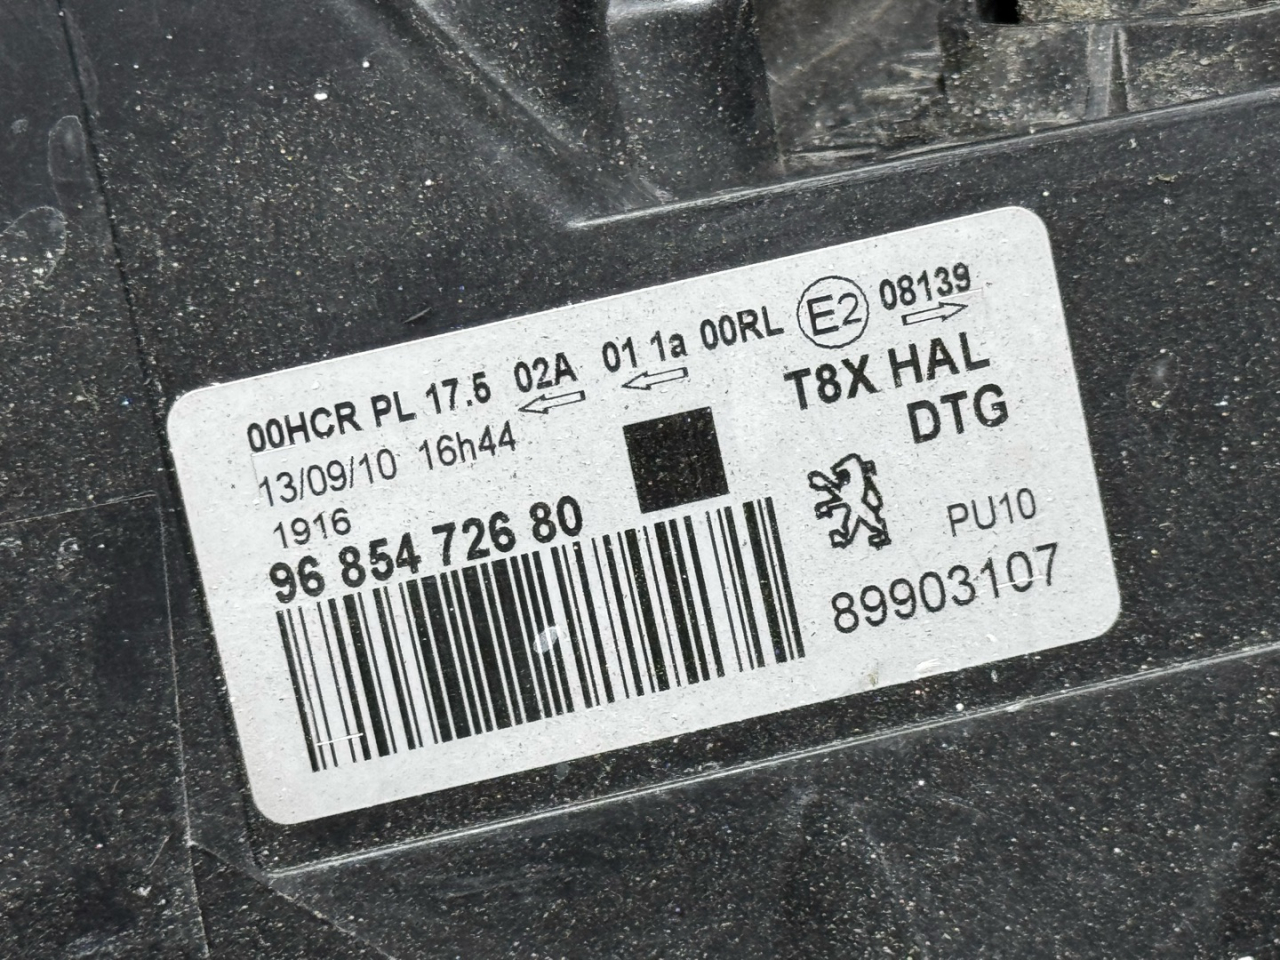 00HCR PL 17.5 02A 01 1a 00RL E2 08139
13/09/10 16h44
T8X HAL
DTG
1916
96 854 726 80
PU10
89903107